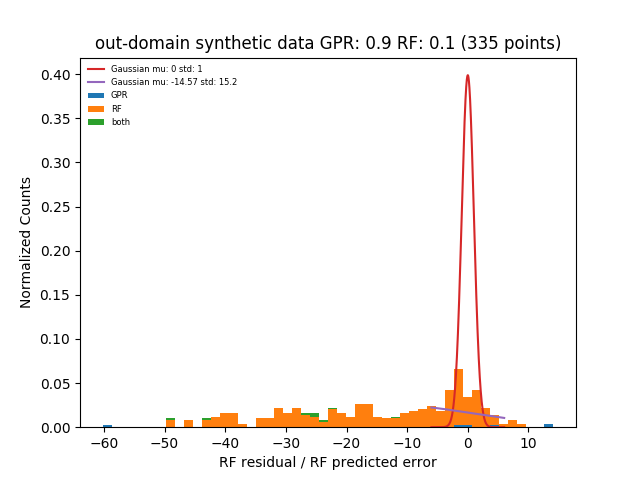 out-domain synthetic data GPR: 0.9 RF: 0.1 (335 points)
Gaussian mu: 0 std: 1
Gaussian mu: -14.57 std: 15.2
GPR
RF
both
Normalized Counts
0.40
0.35
0.30
0.25
0.20
0.15
0.10
0.05
0.00
−60 −50 −40 −30 −20 −10 0 10
RF residual / RF predicted error